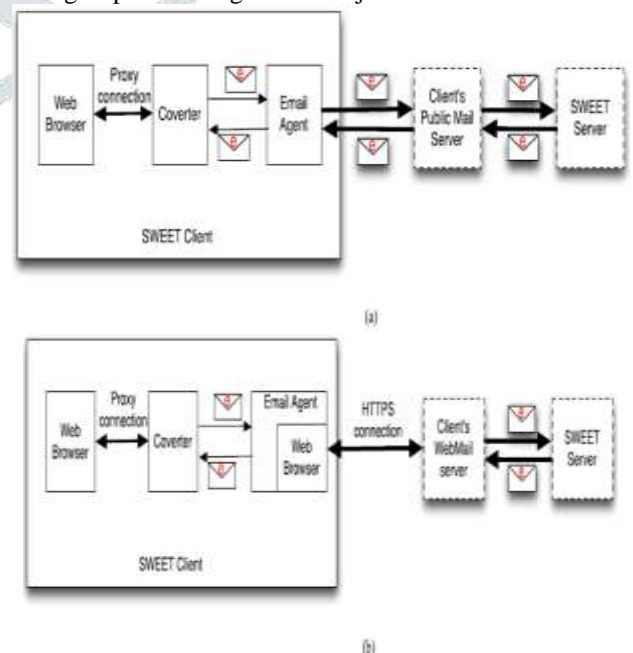 Web Browser
Proxy connection
Coverter
Email Agent
Client's Public Mail Server
SWEET Server
SWEET Client
(a)
Web Browser
Proxy connection
Coverter
Email Agent
Web Browser
HTTPS connection
Client's WebMail server
SWEET Server
SWEET Client
(b)